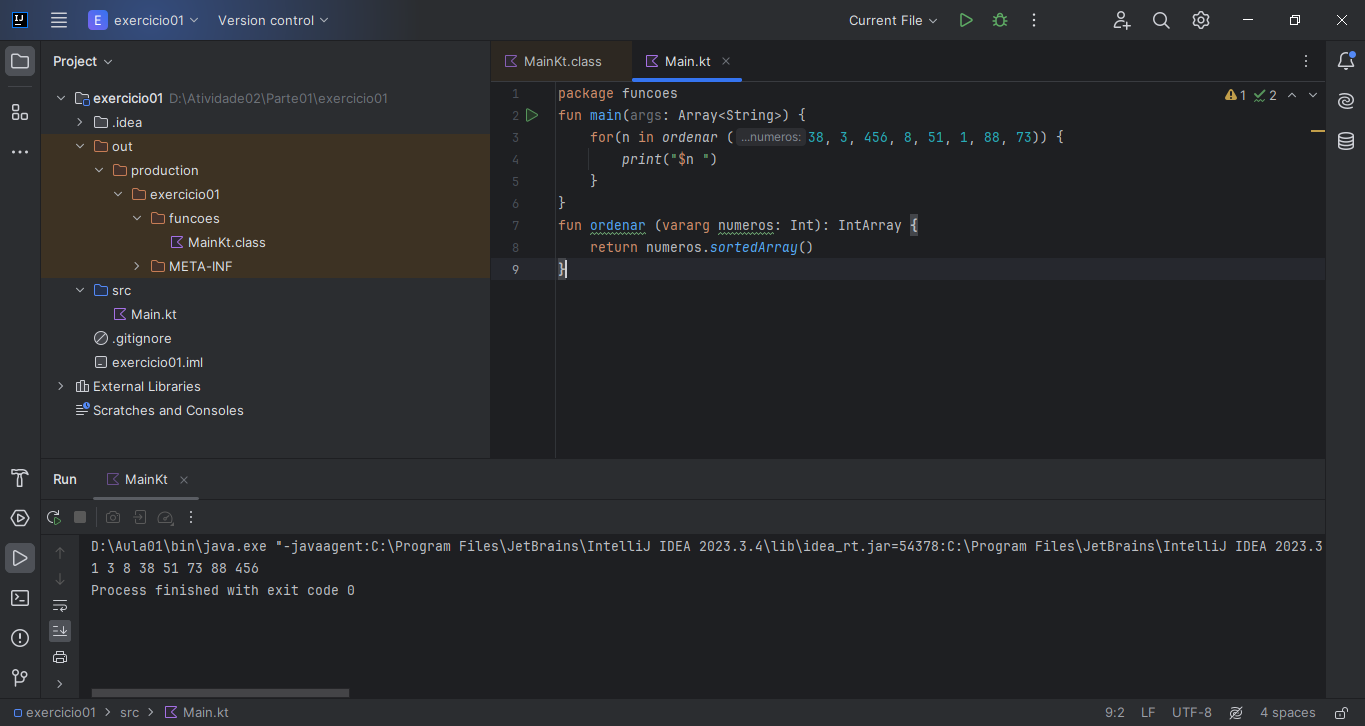 exercicio01 Version control Current File
Project
exercicio01 D:\Atividade02\Parte01\exercicio01
.idea
out
production
exercicio01
funcoes
MainKt.class
META-INF
src
Main.kt
.gitignore
exercicio01.iml
External Libraries
Scratches and Consoles
MainKt.class Main.kt
1 package funcoes
2 fun main(args: Array<String>) {
3 for(n in ordenar (...numeros: 38, 3, 456, 8, 51, 1, 88, 73)) {
4 print("$n ")
5 }
6 }
7 fun ordenar (vararg numeros: Int): IntArray {
8 return numeros.sortedArray()
9 }
1 2
Run MainKt
D:\Aula01\bin\java.exe "-javaagent:C:\Program Files\JetBrains\IntelliJ IDEA 2023.3.4\lib\idea_rt.jar=54378:C:\Program Files\JetBrains\IntelliJ IDEA 2023.3
1 3 8 38 51 73 88 456
Process finished with exit code 0
exercicio01 > src > Main.kt 9:2 LF UTF-8 4 spaces